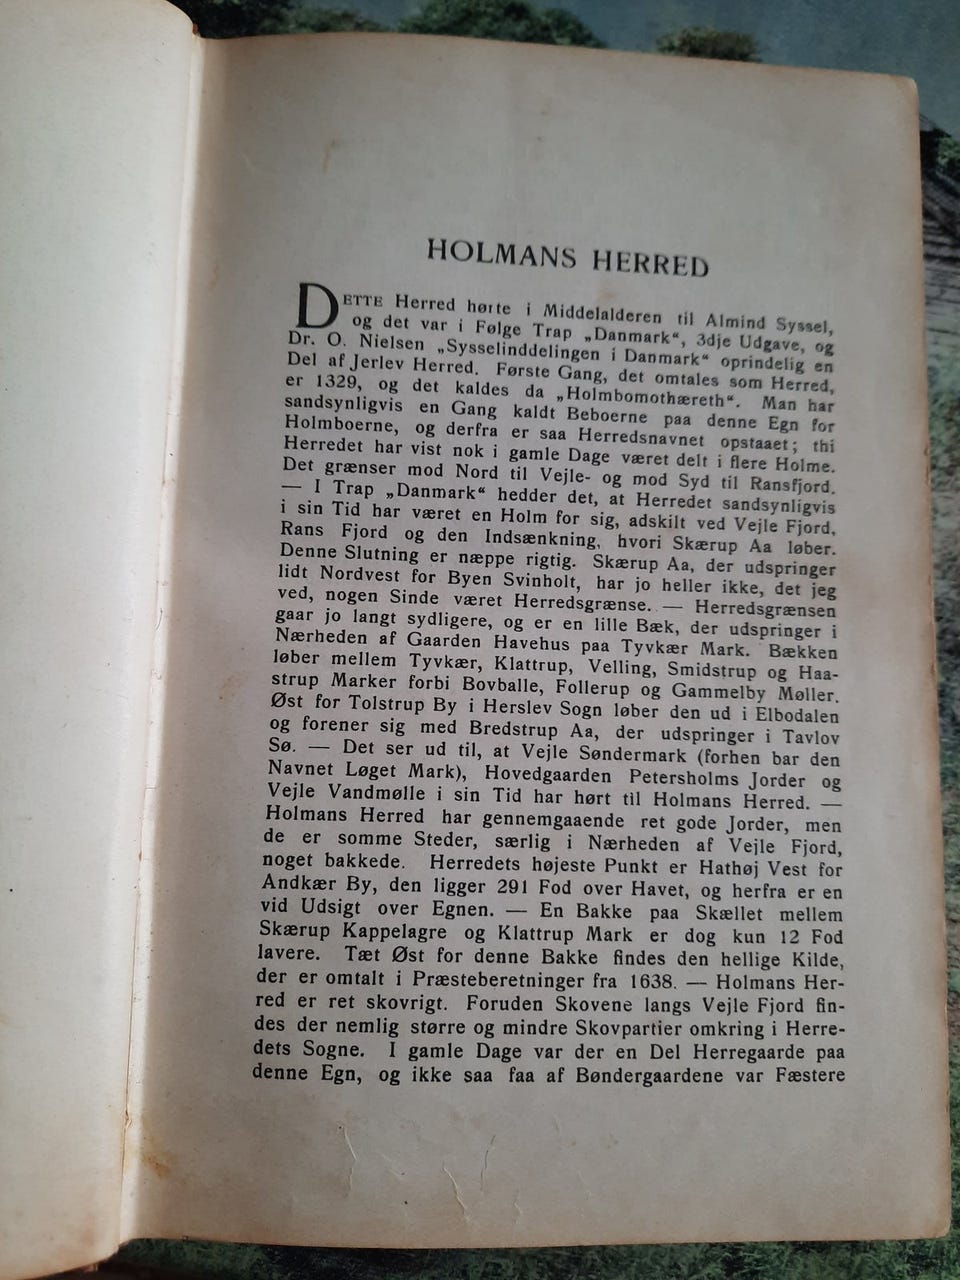 HOLMANS HERRED
DETTE Herred hørte i Middelalderen til Almind Syssel,
og det var i Følge Trap „Danmark“, 3dje Udgave, og
Dr. O. Nielsen „Sysselinddelingen i Danmark“ oprindelig en
Del af Jerlev Herred. Første Gang, det omtales som Herred,
er 1329, og det kaldes da „Holmbomothæreth“. Man har
sandsynligvis en Gang kaldt Beboerne paa denne Egn for
Holmboerne, og derfra er saa Herredsnavnet opstaaet; thi
Herredet har vist nok i gamle Dage været delt i flere Holme.
Det grænser mod Nord til Vejle- og mod Syd til Ransfjord.
— I Trap „Danmark“ hedder det, at Herredet sandsynligvis
i sin Tid har været en Holm for sig, adskilt ved Vejle Fjord,
Rans Fjord og den Indsænkning, hvori Skærup Aa løber.
Denne Slutning er næppe rigtig. Skærup Aa, der udspringer
lidt Nordvest for Byen Svinholt, har jo heller ikke, det jeg
ved, nogen Sinde været Herredsgrænse. — Herredsgrænsen
gaar jo langt sydligere, og er en lille Bæk, der udspringer i
Nærheden af Gaarden Havehus paa Tyvkær Mark. Bækken
løber mellem Tyvkær, Klattrup, Velling, Smidstrup og Haa-
strup Marker forbi Bovballe, Follerup og Gammelby Møller.
Øst for Tolstrup By i Herslev Sogn løber den ud i Elbodalen
og forener sig med Bredstrup Aa, der udspringer i Tavlov
Sø. — Det ser ud til, at Vejle Søndermark (forhen bar den
Navnet Løget Mark), Hovedgaarden Petersholms Jorder og
Vejle Vandmølle i sin Tid har hørt til Holmans Herred. —
Holmans Herred har gennemgaaende ret gode Jorder, men
de er somme Steder, særlig i Nærheden af Vejle Fjord,
noget bakkede. Herredets højeste Punkt er Hathøj Vest for
Andkær By, den ligger 291 Fod over Havet, og herfra er en
vid Udsigt over Egnen. — En Bakke paa Skællet mellem
Skærup Kappelagre og Klattrup Mark er dog kun 12 Fod
lavere. Tæt Øst for denne Bakke findes den hellige Kilde,
der er omtalt i Præsteberetninger fra 1638. — Holmans Her-
red er ret skovrigt. Foruden Skovene langs Vejle Fjord fin-
des der nemlig større og mindre Skovpartier omkring i Herre-
dets Sogne. I gamle Dage var der en Del Herregaarde paa
denne Egn, og ikke saa faa af Bøndergaardene var Fæstere